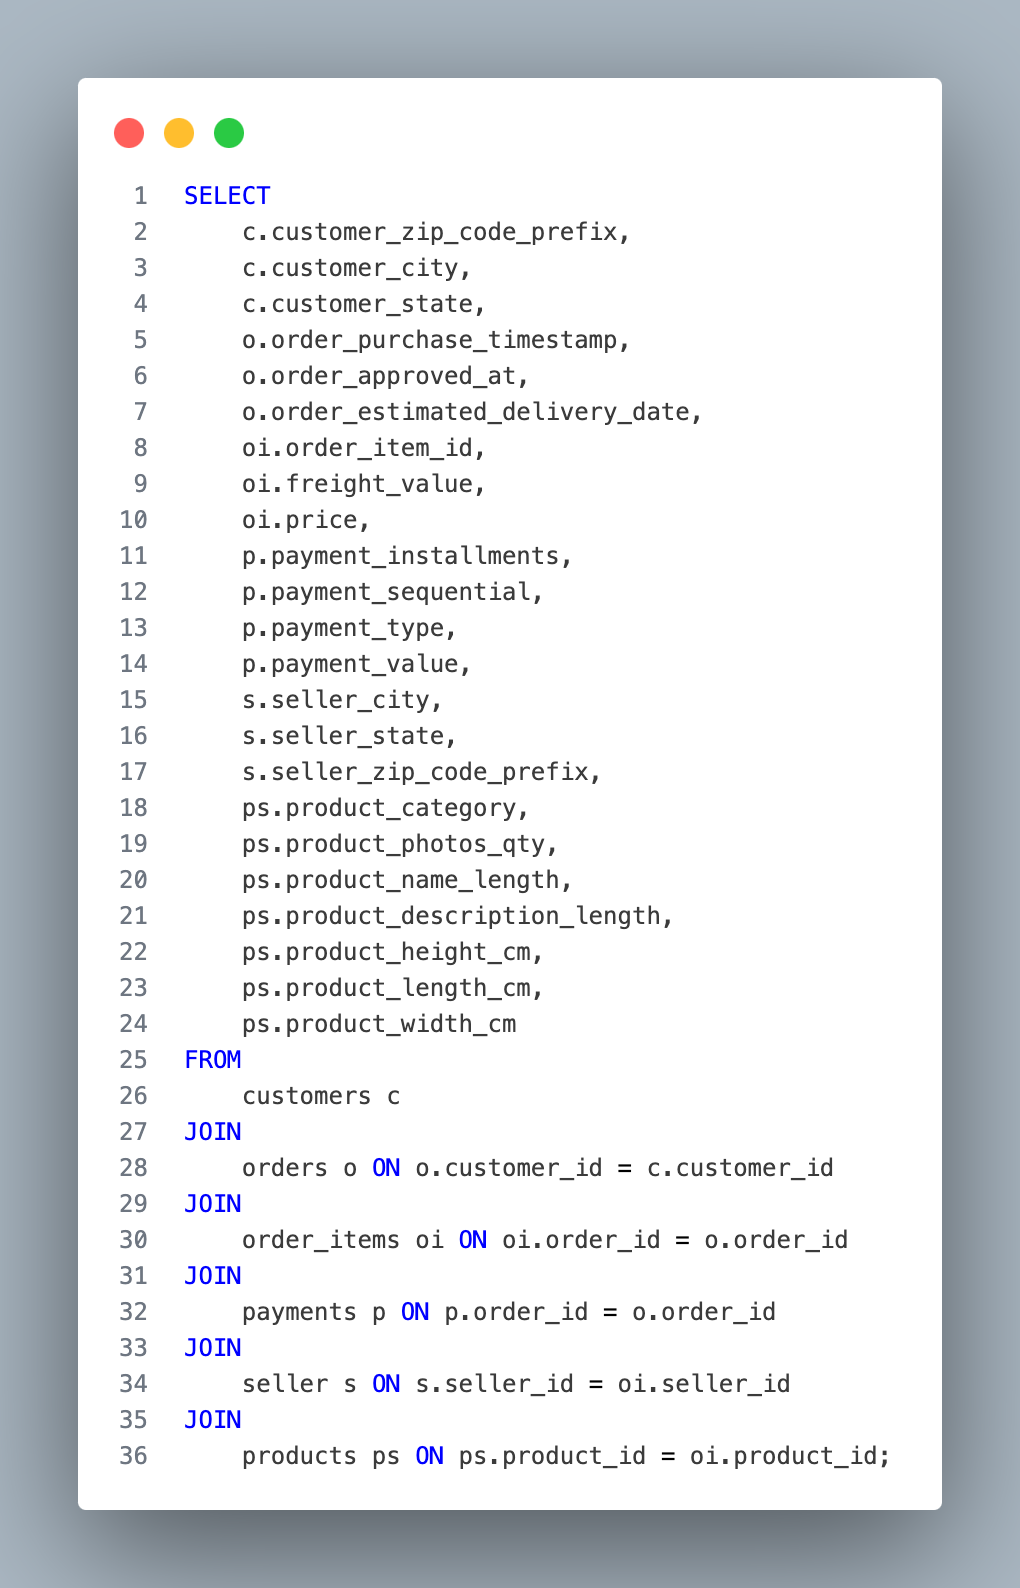 1 SELECT
2 c.customer_zip_code_prefix,
3 c.customer_city,
4 c.customer_state,
5 o.order_purchase_timestamp,
6 o.order_approved_at,
7 o.order_estimated_delivery_date,
8 oi.order_item_id,
9 oi.freight_value,
10 oi.price,
11 p.payment_installments,
12 p.payment_sequential,
13 p.payment_type,
14 p.payment_value,
15 s.seller_city,
16 s.seller_state,
17 s.seller_zip_code_prefix,
18 ps.product_category,
19 ps.product_photos_qty,
20 ps.product_name_length,
21 ps.product_description_length,
22 ps.product_height_cm,
23 ps.product_length_cm,
24 ps.product_width_cm
25 FROM
26 customers c
27 JOIN
28 orders o ON o.customer_id = c.customer_id
29 JOIN
30 order_items oi ON oi.order_id = o.order_id
31 JOIN
32 payments p ON p.order_id = o.order_id
33 JOIN
34 seller s ON s.seller_id = oi.seller_id
35 JOIN
36 products ps ON ps.product_id = oi.product_id;